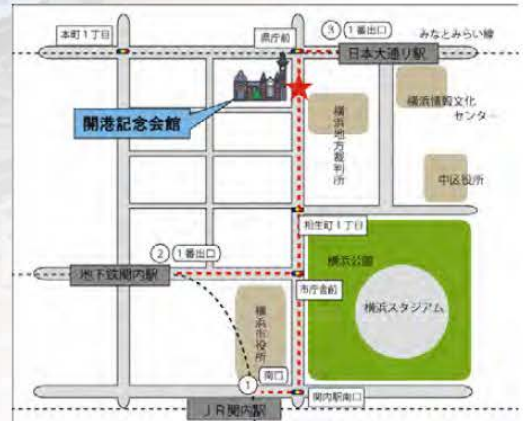 本町1丁目
県庁前
③
1番出口
日本大通り駅
みなとみらい線
開港記念会館
横浜地方裁判所
横浜情報文化
センター
中区役所
相生町1丁目
②
1番出口
地下鉄関内駅
市庁舎前
横浜公園
横浜スタジアム
横浜市役所
①
南口
関内駅南口
JR関内駅